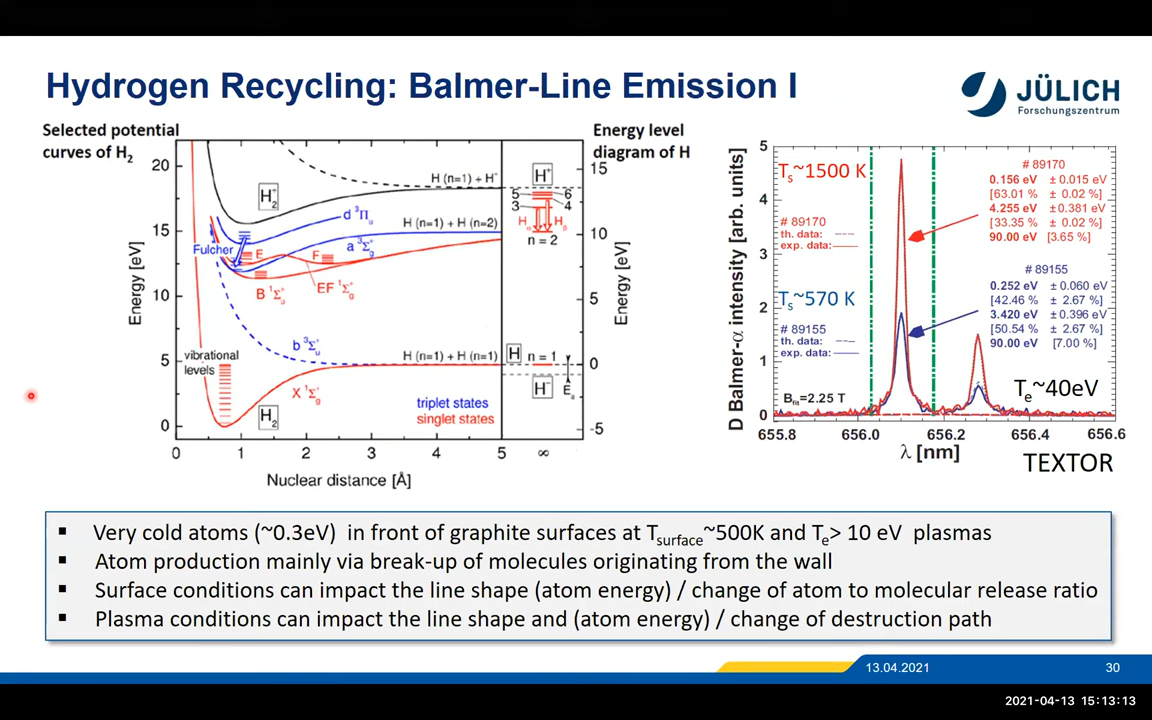 Hydrogen Recycling: Balmer-Line Emission I
JÜLICH
Forschungszentrum
Selected potential
curves of H₂
Energy level
diagram of H
Energy [eV]
20
15
10
5
0
0 1 2 3 4 5 ∞
Nuclear distance [Å]
H (n=1) + H⁺
H₂⁺
d ³Πᵤ
H (n=1) + H (n=2)
a ³Σg⁺
Fulcher
E
F
B ¹Σᵤ⁺
EF ¹Σg⁺
b ³Σᵤ⁺
H (n=1) + H (n=1)
vibrational
levels
X ¹Σg⁺
H₂
triplet states
singlet states
H⁺
5 6
3 4
Hα Hβ
n = 2
H n = 1
H⁻
Energy [eV]
15
10
5
0
-5
D Balmer-α intensity [arb. units]
5
4
3
2
1
0
Tₛ~1500 K
# 89170
th. data:
exp. data:
Tₛ~570 K
# 89155
th. data:
exp. data:
# 89170
0.156 eV ± 0.015 eV
[63.01 % ± 0.02 %]
4.255 eV ± 0.381 eV
[33.35 % ± 0.02 %]
90.00 eV [3.65 %]
# 89155
0.252 eV ± 0.060 eV
[42.46 % ± 2.67 %]
3.420 eV ± 0.396 eV
[50.54 % ± 2.67 %]
90.00 eV [7.00 %]
Tₑ~40eV
B_fit=2.25 T
655.8 656.0 656.2 656.4 656.6
λ [nm]
TEXTOR
▪ Very cold atoms (~0.3eV) in front of graphite surfaces at Tsurface~500K and Te> 10 eV plasmas
▪ Atom production mainly via break-up of molecules originating from the wall
▪ Surface conditions can impact the line shape (atom energy) / change of atom to molecular release ratio
▪ Plasma conditions can impact the line shape and (atom energy) / change of destruction path
13.04.2021
30
2021-04-13 15:13:13